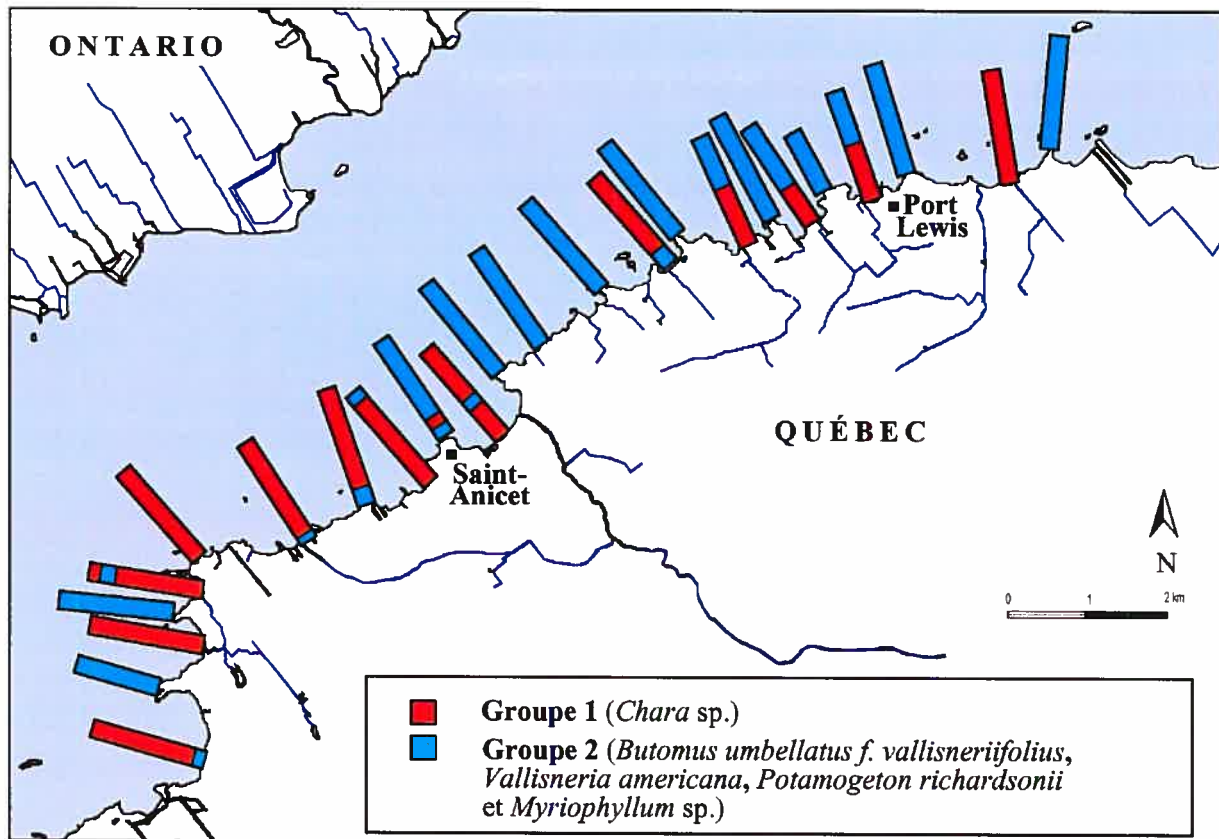 ONTARIO
Port
Lewis
QUÉBEC
Saint-
Anicet
N
0 1 2 km
Groupe 1 (Chara sp.)
Groupe 2 (Butomus umbellatus f. vallisneriifolius,
Vallisneria americana, Potamogeton richardsonii
et Myriophyllum sp.)